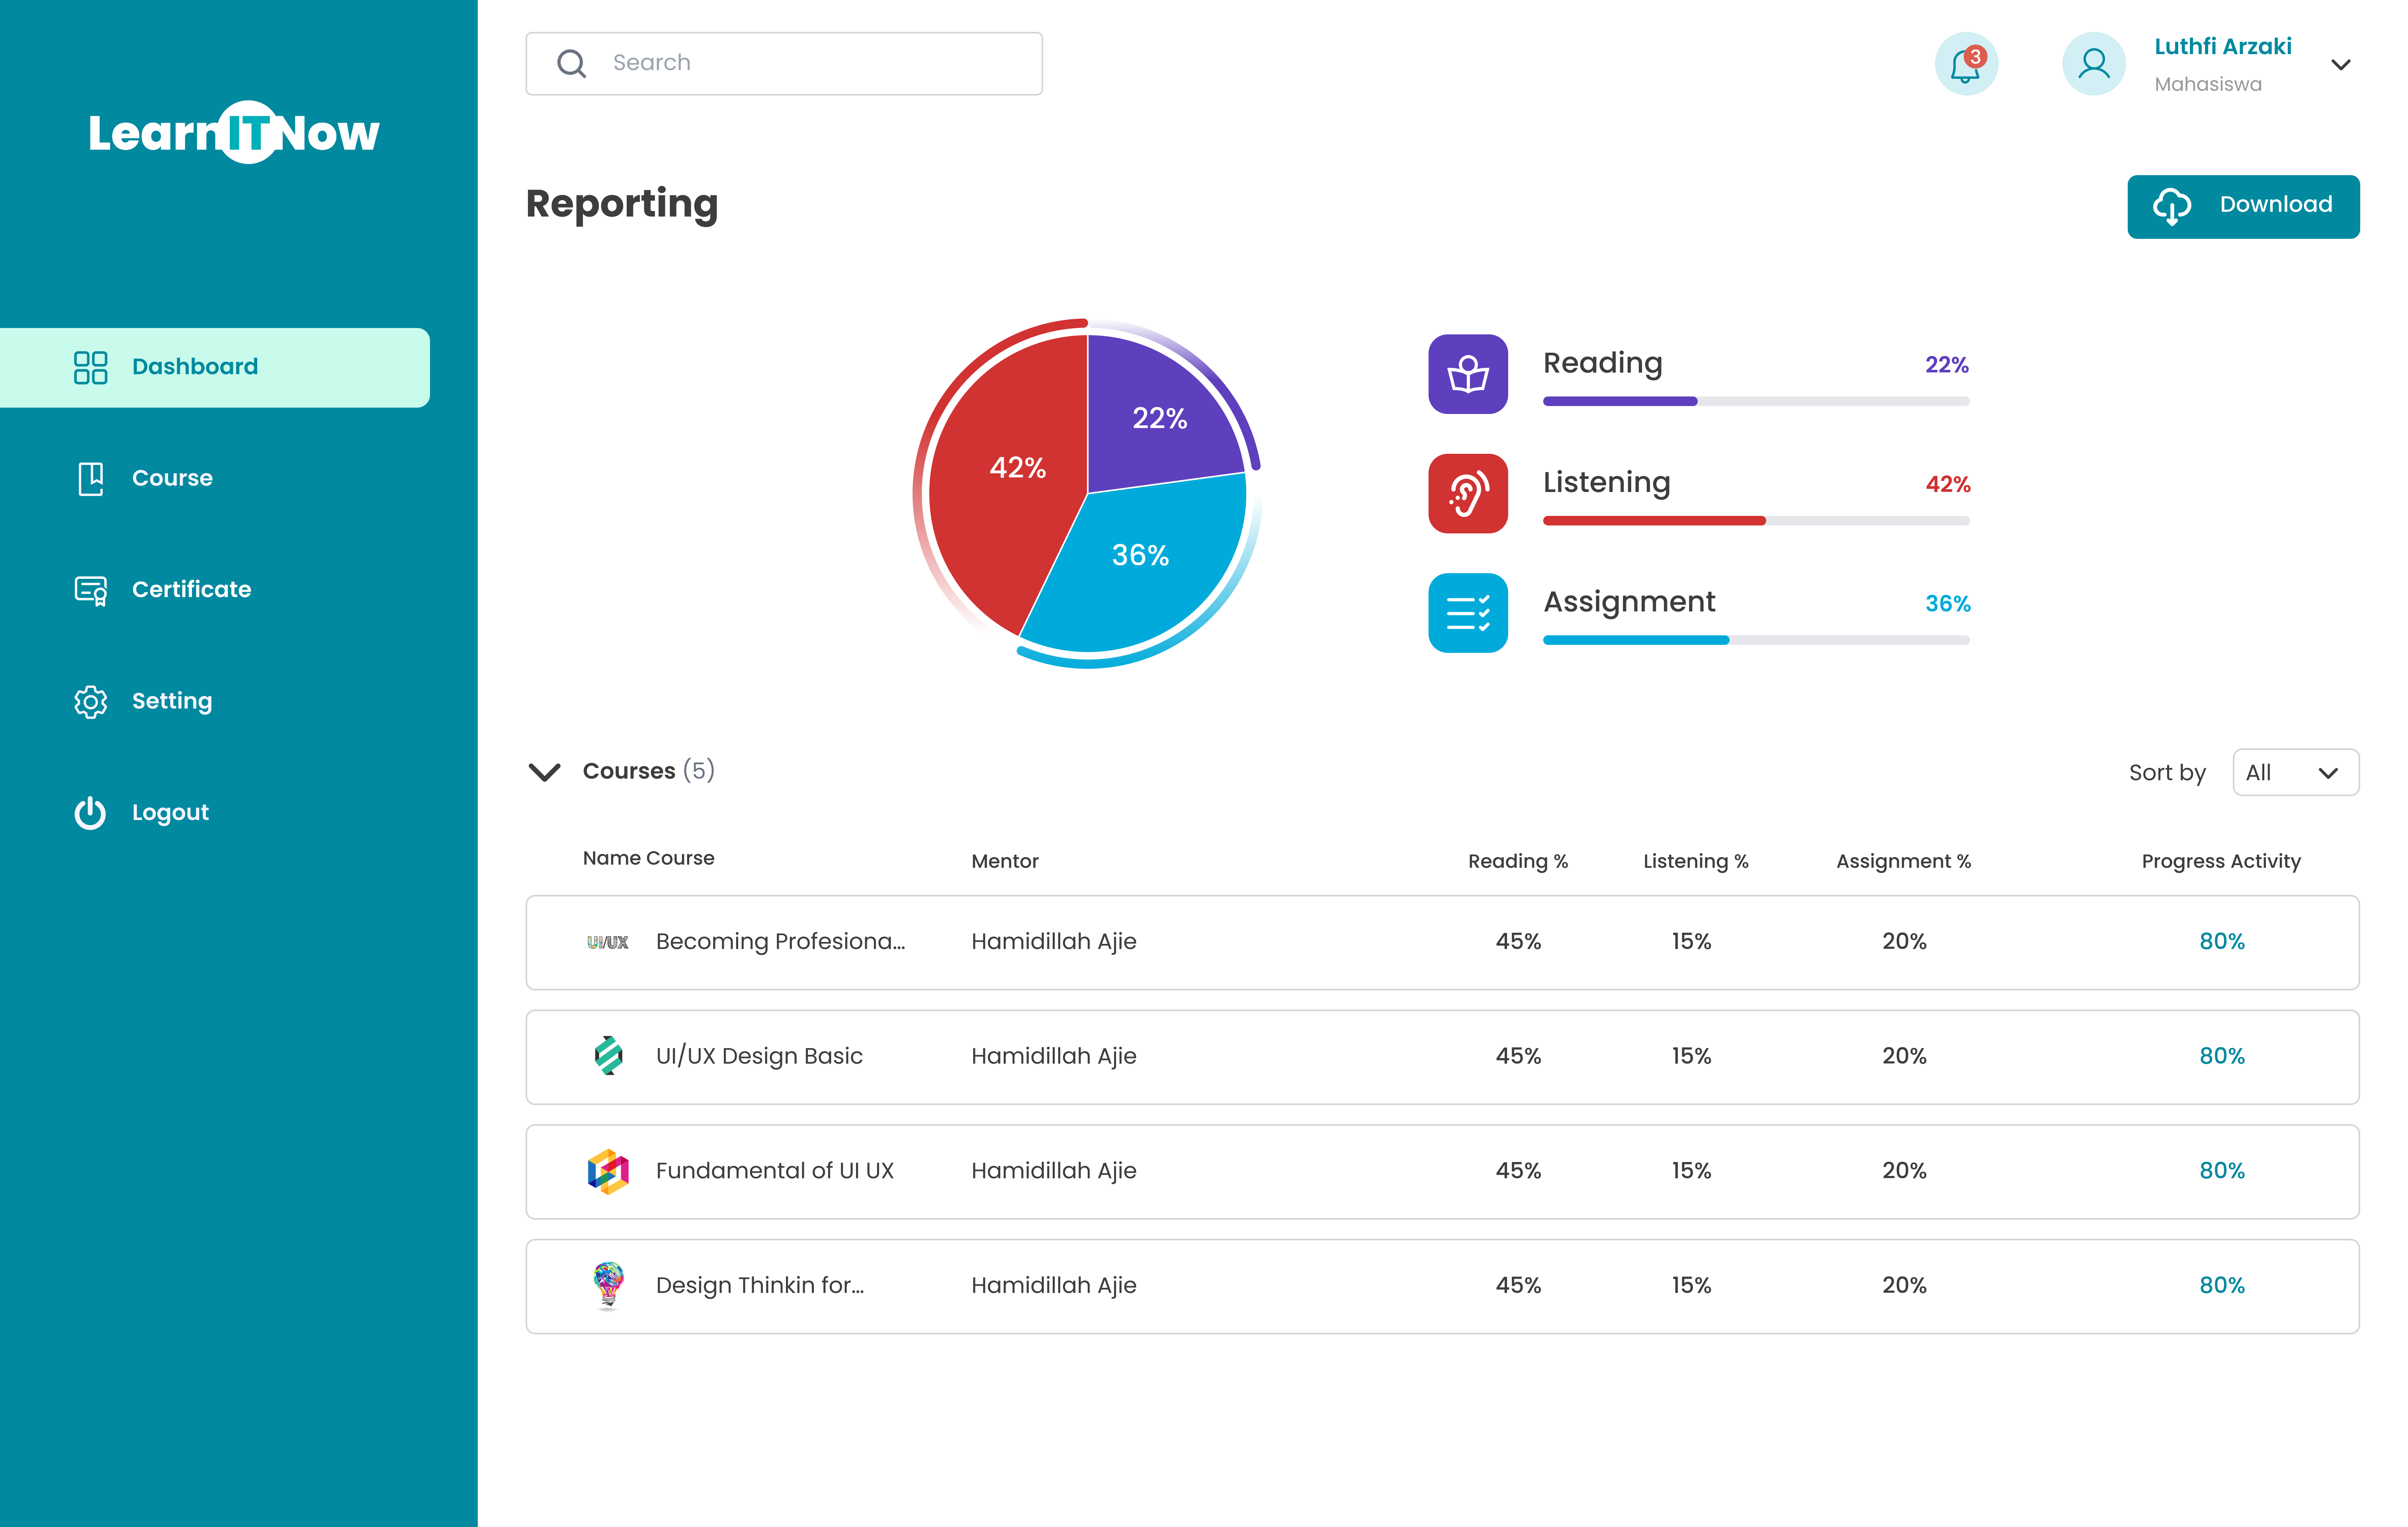 Search
3
Luthfi Arzaki
Mahasiswa
LearnITNow
Reporting
Download
Dashboard
Course
Certificate
Setting
Logout
22%
42%
36%
Reading 22%
Listening 42%
Assignment 36%
Courses (5)
Sort by All
Name Course Mentor Reading % Listening % Assignment % Progress Activity
UI/UX Becoming Profesiona... Hamidillah Ajie 45% 15% 20% 80%
UI/UX Design Basic Hamidillah Ajie 45% 15% 20% 80%
Fundamental of UI UX Hamidillah Ajie 45% 15% 20% 80%
Design Thinkin for... Hamidillah Ajie 45% 15% 20% 80%